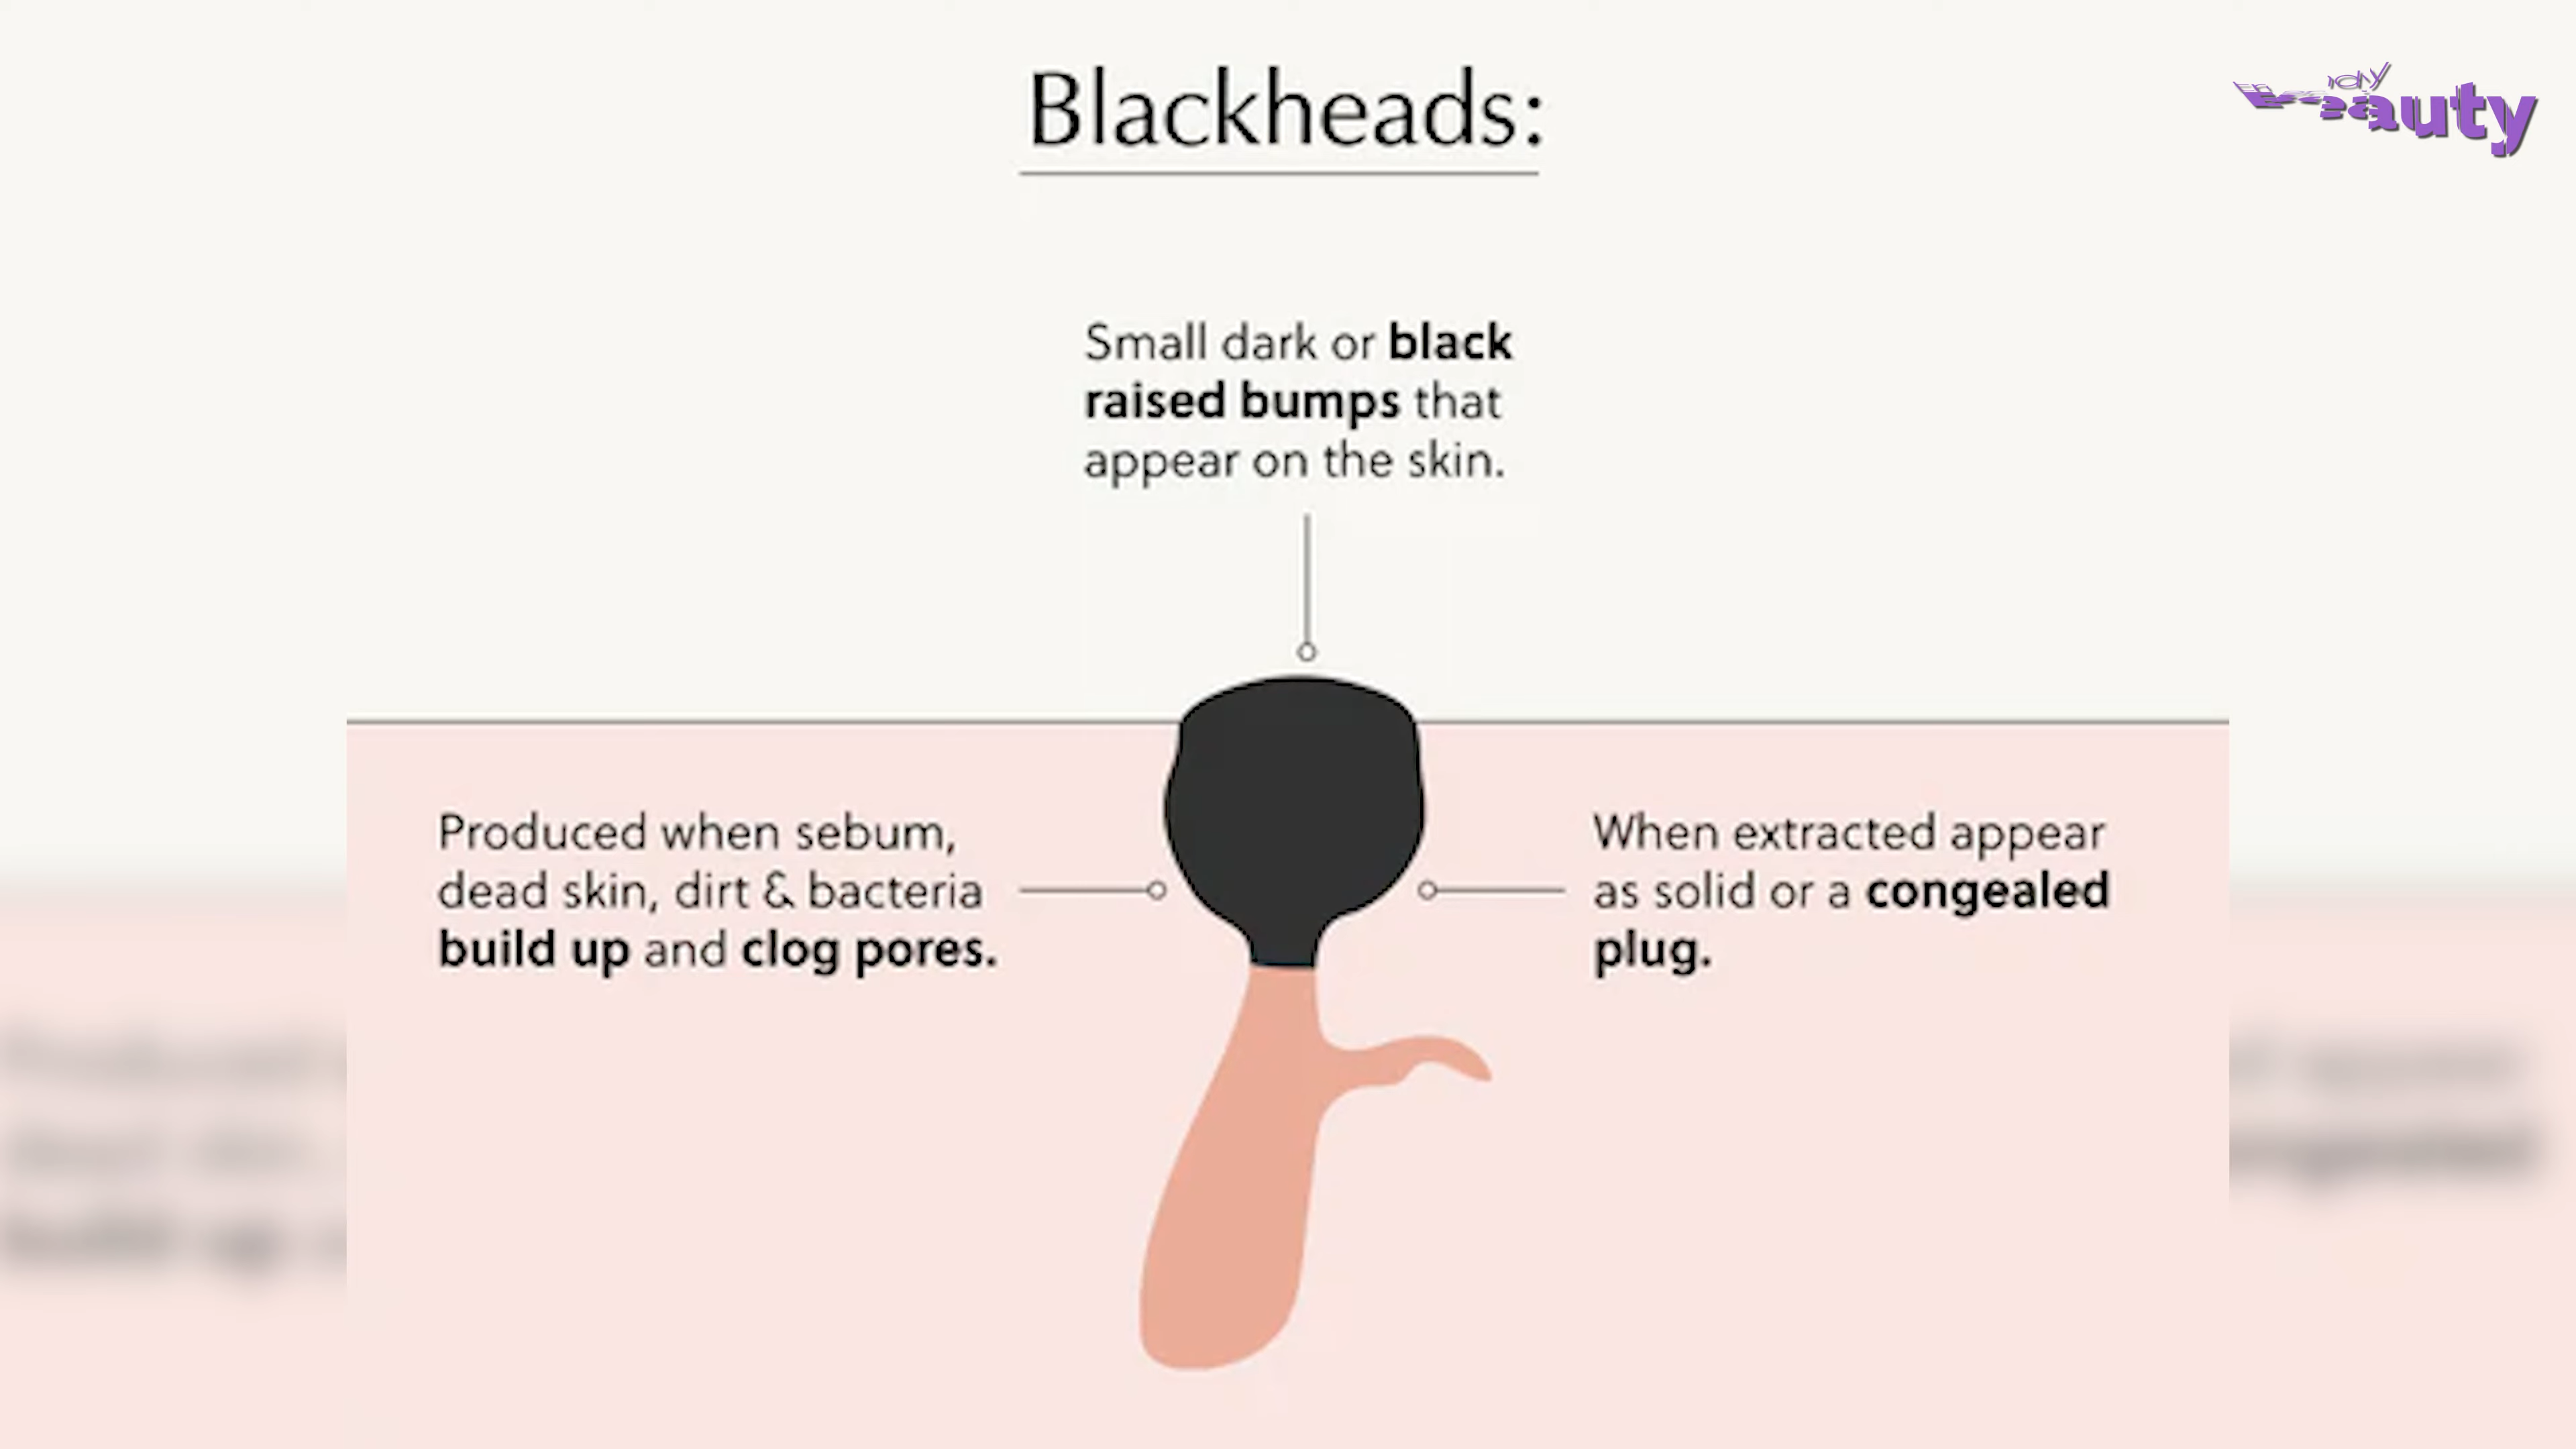 Blackheads:
Small dark or black
raised bumps that
appear on the skin.
Produced when sebum,
dead skin, dirt & bacteria
build up and clog pores.
When extracted appear
as solid or a congealed
plug.